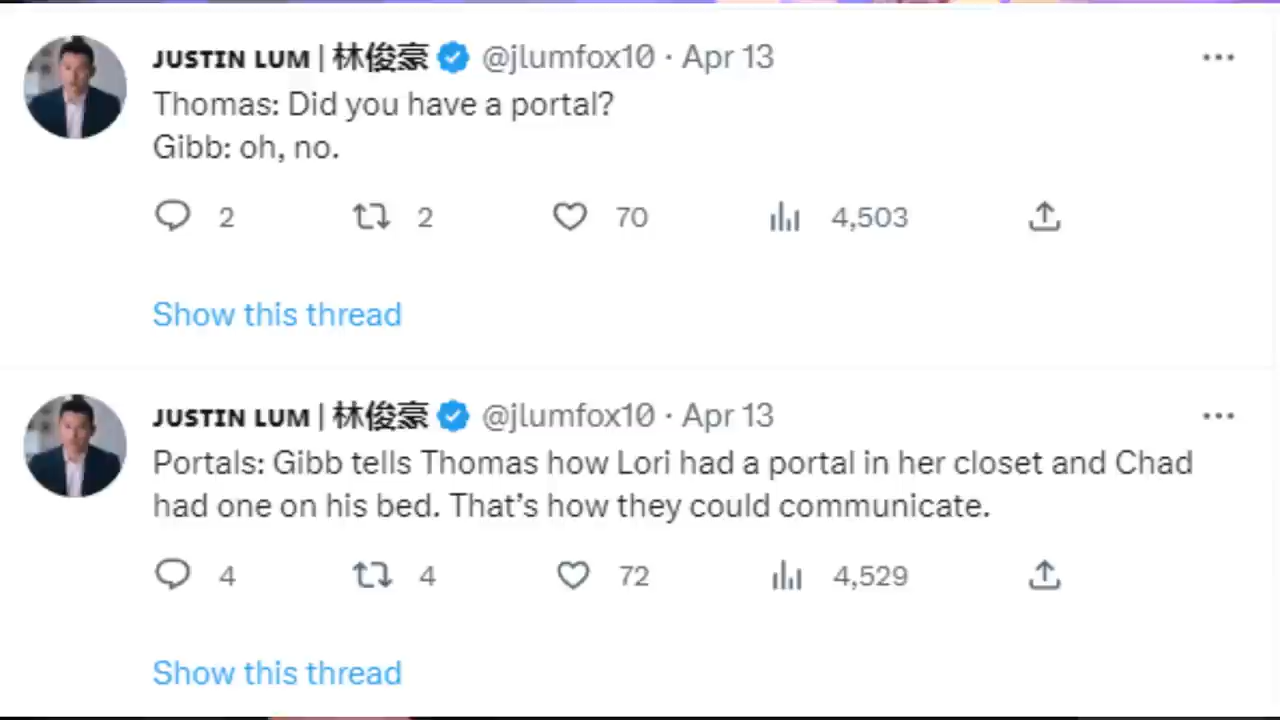 JUSTIN LUM | 林俊豪 @jlumfox10 · Apr 13
Thomas: Did you have a portal?
Gibb: oh, no.
2 2 70 4,503
Show this thread
JUSTIN LUM | 林俊豪 @jlumfox10 · Apr 13
Portals: Gibb tells Thomas how Lori had a portal in her closet and Chad
had one on his bed. That’s how they could communicate.
4 4 72 4,529
Show this thread